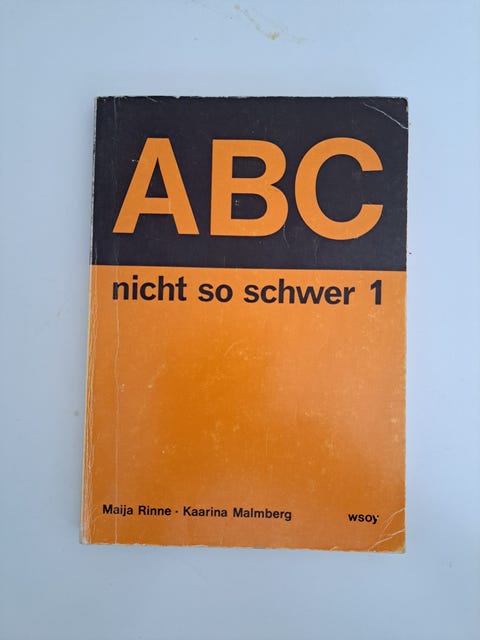 ABC
nicht so schwer 1
Maija Rinne · Kaarina Malmberg
wsoy